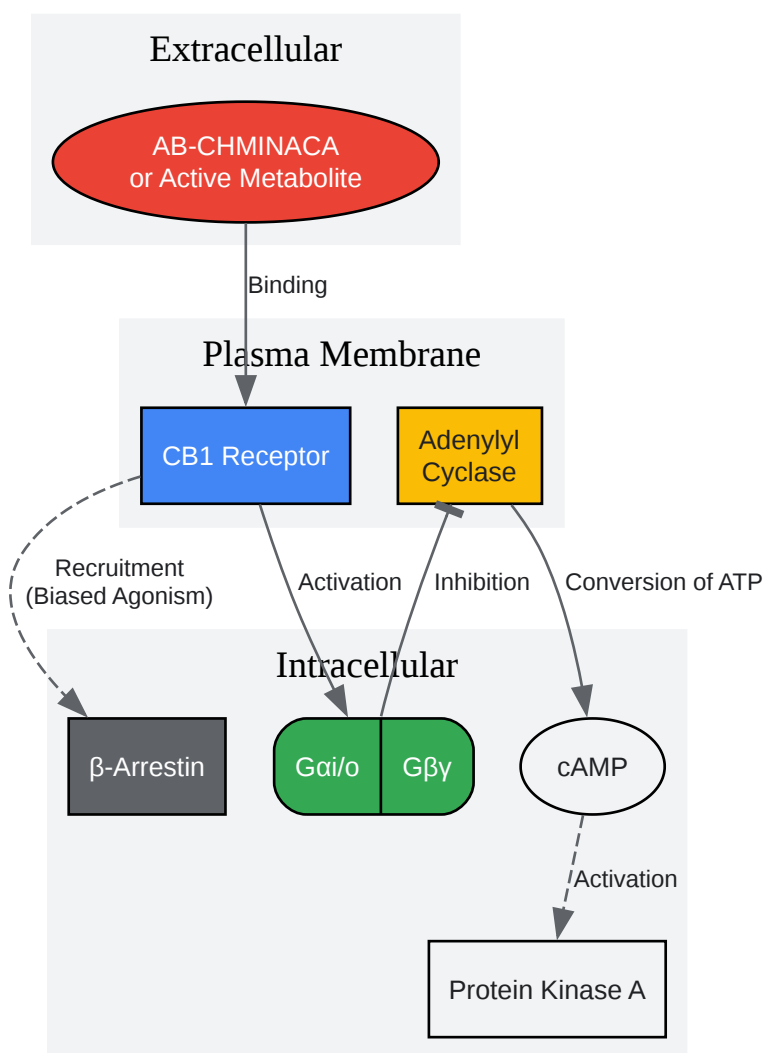 Extracellular
AB-CHMINACA
or Active Metabolite
Binding
Plasma Membrane
CB1 Receptor
Adenylyl
Cyclase
Recruitment
(Biased Agonism)
Activation
Inhibition
Conversion of ATP
Intracellular
β-Arrestin
Gαi/o
Gβγ
cAMP
Activation
Protein Kinase A